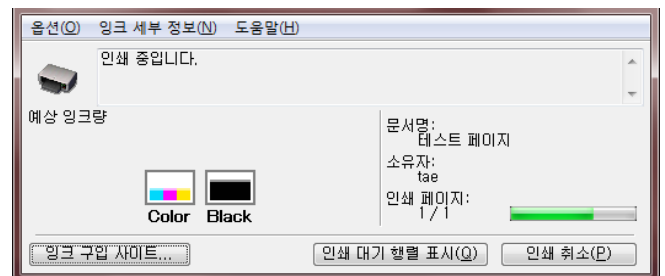 옵션(O) 잉크 세부 정보(N) 도움말(H)
인쇄 중입니다.
예상 잉크량
Color Black
문서명:
테스트 페이지
소유자:
tae
인쇄 페이지:
1 / 1
잉크 구입 사이트... 인쇄 대기 행렬 표시(Q) 인쇄 취소(P)